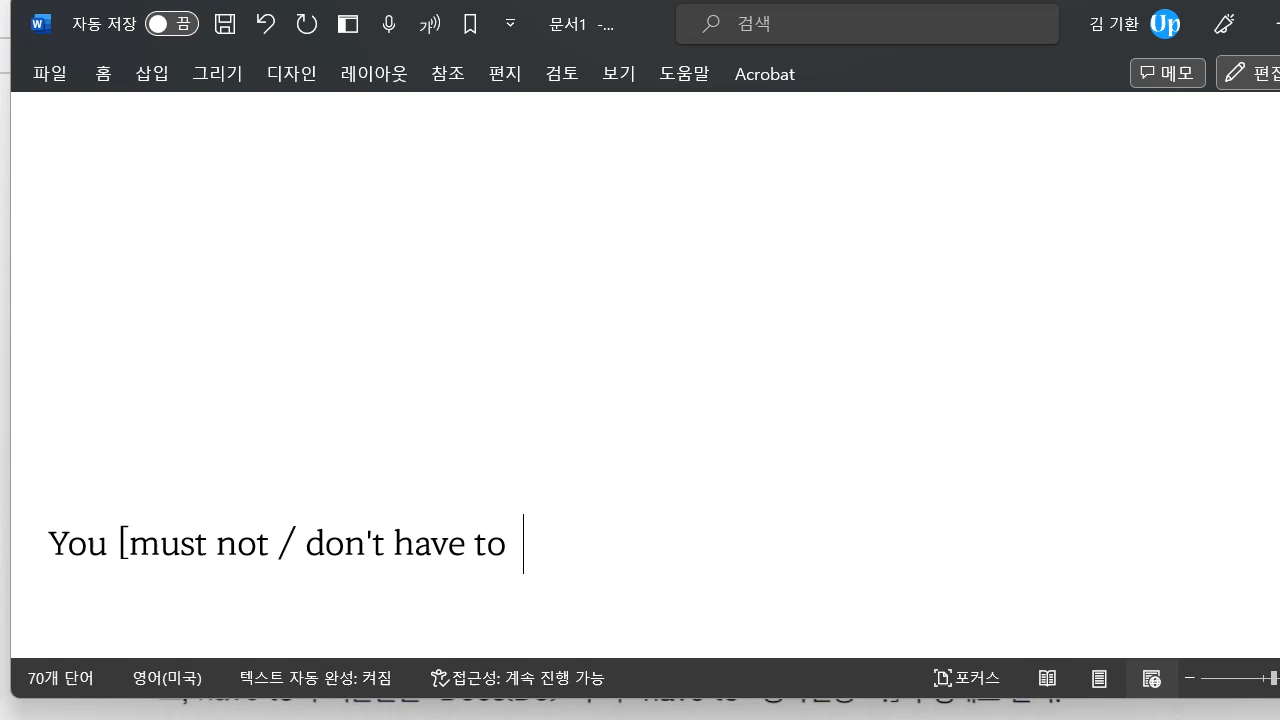 자동 저장 끔 문서1 -... 검색 김 기환 Up
파일 홈 삽입 그리기 디자인 레이아웃 참조 편지 검토 보기 도움말 Acrobat 메모
You [must not / don't have to
70개 단어 영어(미국) 텍스트 자동 완성: 켜짐 접근성: 계속 진행 가능 포커스